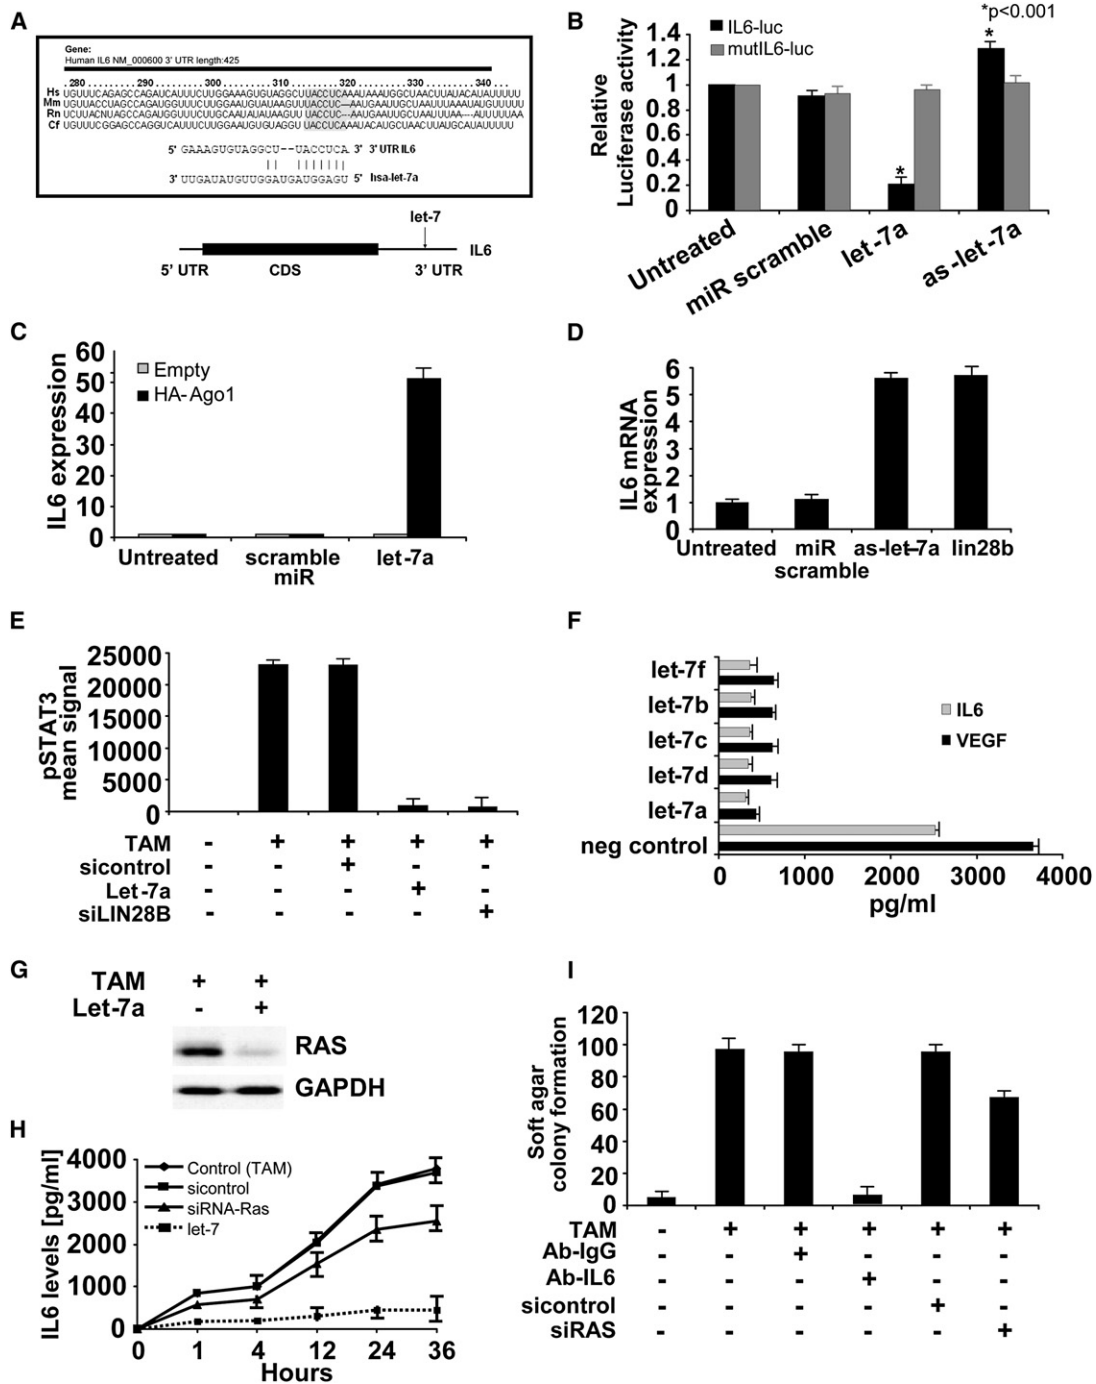 A
Gene:
Human IL6 NM_000600 3' UTR length:425
280 290 300 310 320 330 340
Hs UGUUUCAGAGCCAGAUCAUUUCUUGGAAAGUGUAGGCUUACCUCAAAUAAAUGGCUAACUUAUACAUAUUUUU
Mm
Rn
Cf
5' GAAAGUGUAGGCU--UACCUCA 3' 3' UTR IL6
3' UUGAUAUGUUGGAUGAUGGAGU 5' hsa-let-7a
let-7
IL6
5' UTR CDS 3' UTR
B
*p<0.001
IL6-luc
mutIL6-luc
Relative
Luciferase activity
1.4
1.2
1
0.8
0.6
0.4
0.2
0
*
*
Untreated
miR scramble
let-7a
as-let-7a
C
IL6 expression
60
50
40
30
20
10
0
Empty
HA-Ago1
Untreated scramble miR let-7a
D
IL6 mRNA
expression
6
5
4
3
2
1
0
Untreated miR scramble as-let-7a lin28b
E
pSTAT3
mean signal
25000
20000
15000
10000
5000
0
TAM - + + + +
sicontrol - - + - -
Let-7a - - - + -
siLIN28B - - - - +
F
let-7f
let-7b
let-7c
let-7d
let-7a
neg control
IL6
VEGF
0 1000 2000 3000 4000
pg/ml
G
TAM + +
Let-7a - +
RAS
GAPDH
H
IL6 levels [pg/ml]
4000
3000
2000
1000
0
Control (TAM)
sicontrol
siRNA-Ras
let-7
0 1 4 12 24 36
Hours
I
Soft agar
colony formation
120
100
80
60
40
20
0
TAM - + + + + +
Ab-IgG - - + - - -
Ab-IL6 - - - + - -
sicontrol - - - - + -
siRAS - - - - - +